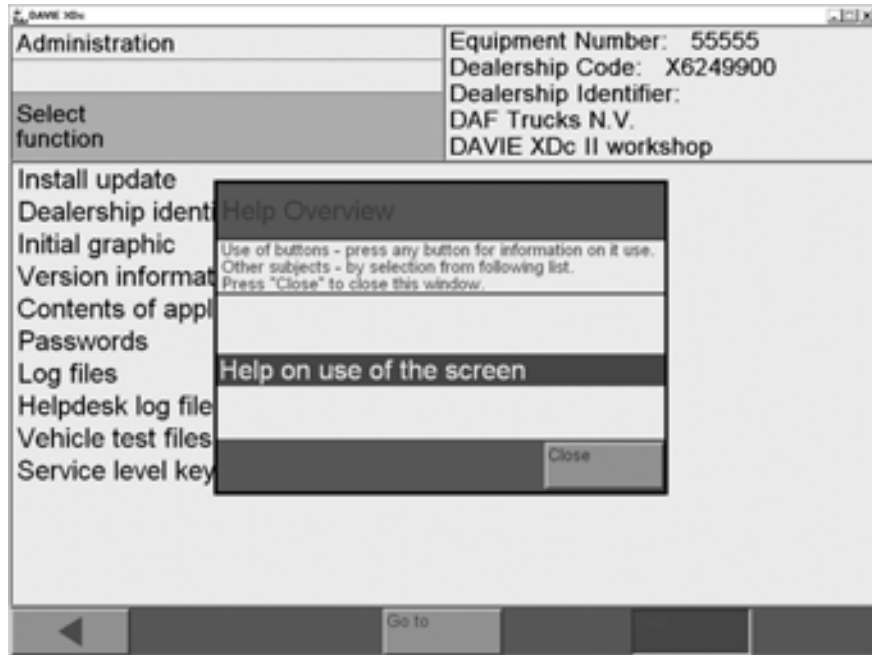 DAVIE XDc
Administration
Equipment Number: 55555
Dealership Code: X6249900
Dealership Identifier:
DAF Trucks N.V.
DAVIE XDc II workshop
Select
function
Install update
Dealership identi
Initial graphic
Version informat
Contents of appl
Passwords
Log files
Helpdesk log file
Vehicle test files
Service level key
Help Overview
Use of buttons - press any button for information on it use.
Other subjects - by selection from following list.
Press "Close" to close this window.
Help on use of the screen
Close
Go to